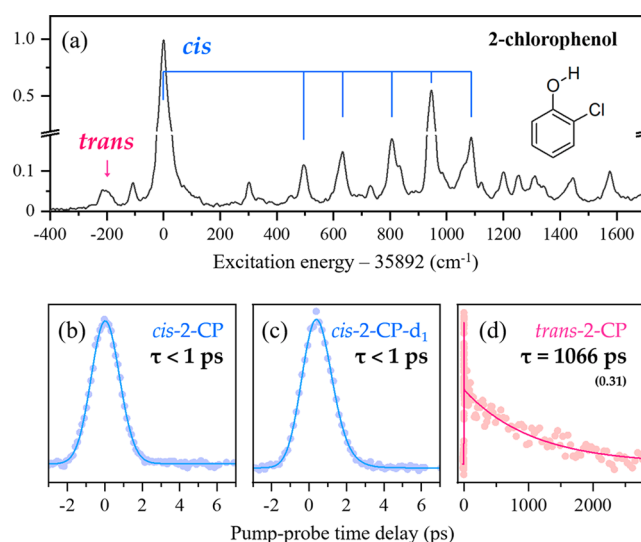 (a)
cis
2-chlorophenol
O
H
Cl
trans
1.0
0.5
0.1
0
-400 -200 0 200 400 600 800 1000 1200 1400 1600
Excitation energy – 35892 (cm-1)
(b) cis-2-CP
τ < 1 ps
(c) cis-2-CP-d1
τ < 1 ps
(d) trans-2-CP
τ = 1066 ps
(0.31)
-2 0 2 4 6
-2 0 2 4 6
0 1000 2000
Pump-probe time delay (ps)